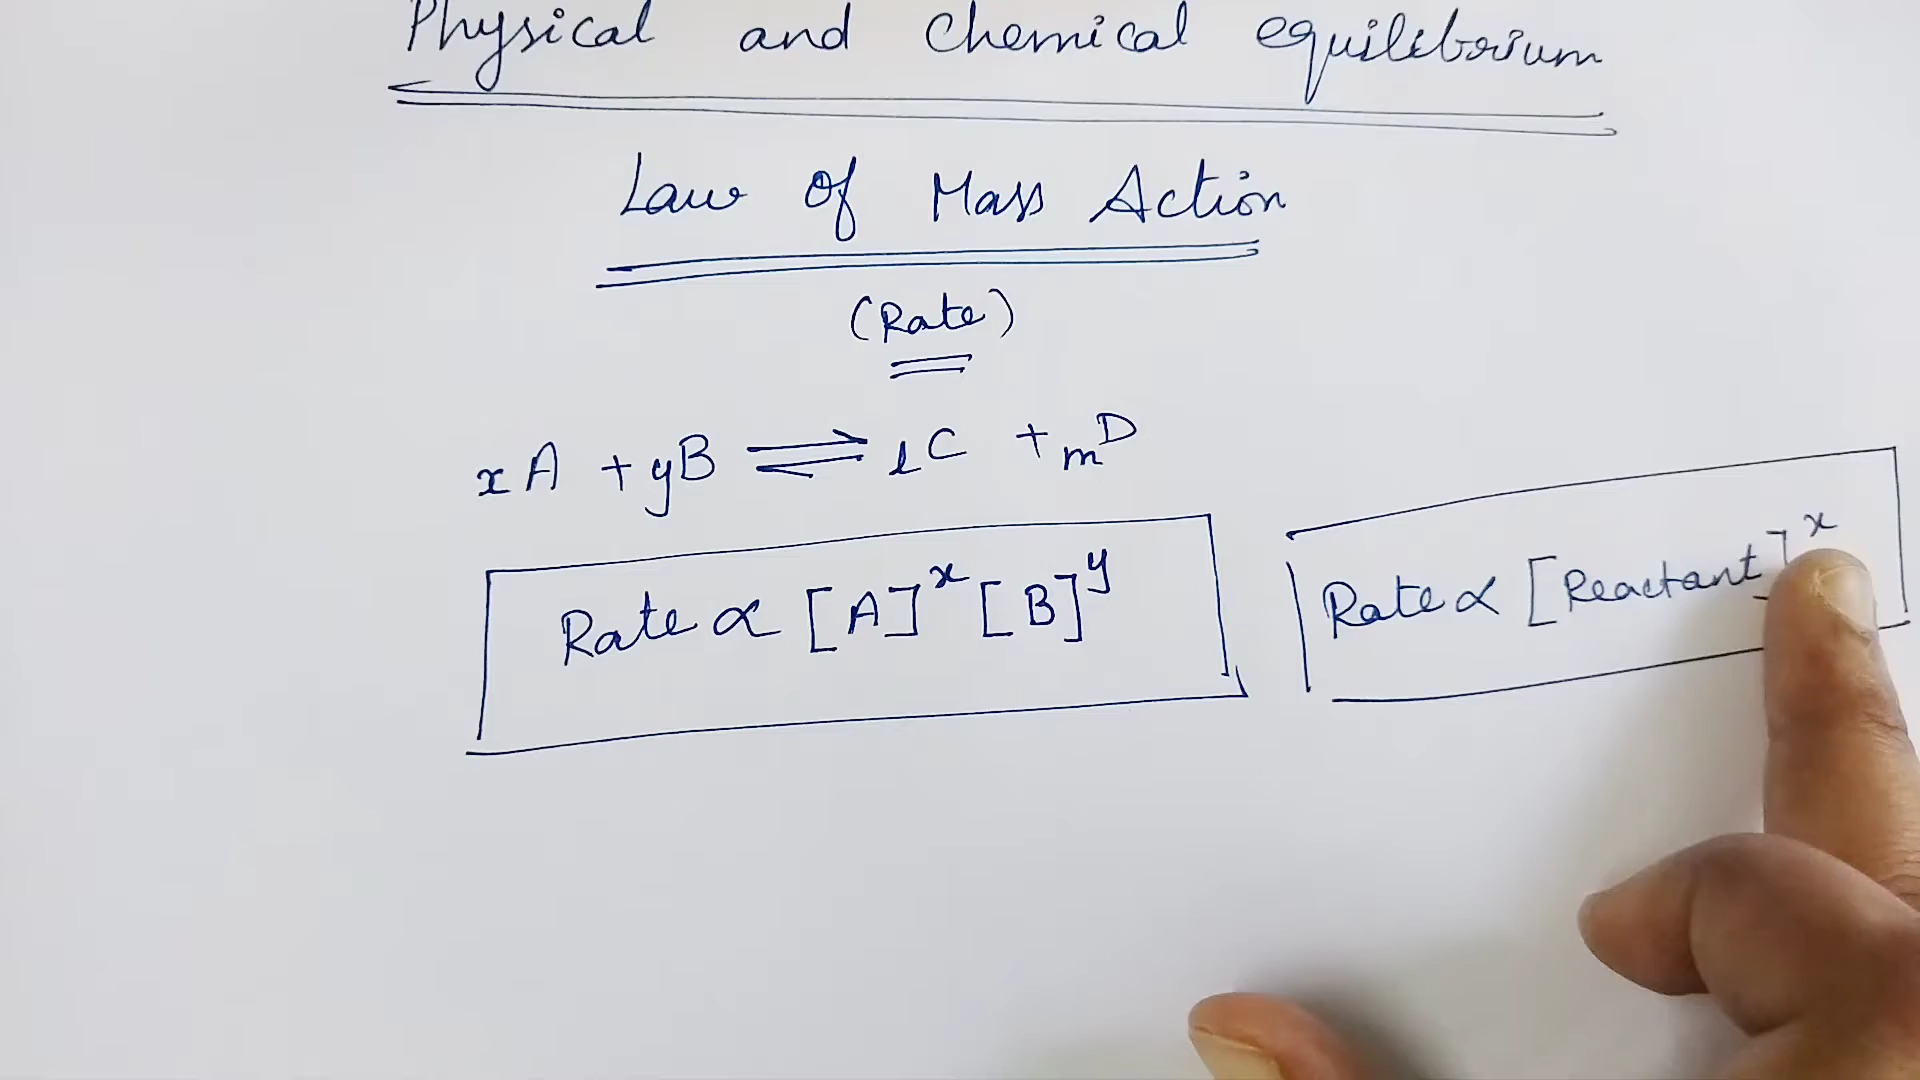 Physical and Chemical equilibrium
Law Of Mass Action
(Rate)
xA + yB ⇌ lC + mD
Rate ∝ [A]^x [B]^y
Rate ∝ [Reactant]^x